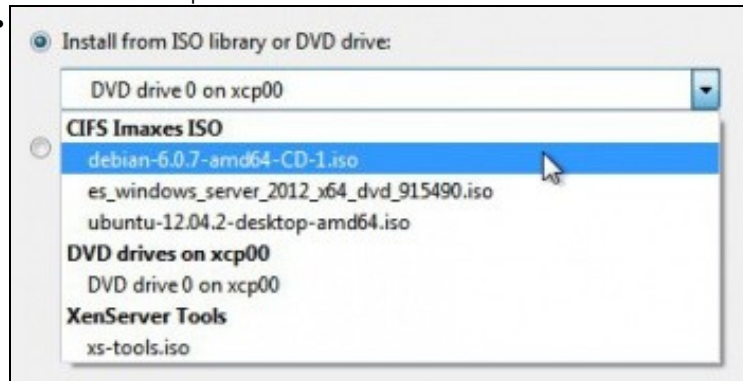 Install from ISO library or DVD drive:
DVD drive 0 on xcp00
CIFS Imaxes ISO
debian-6.0.7-amd64-CD-1.iso
es_windows_server_2012_x64_dvd_915490.iso
ubuntu-12.04.2-desktop-amd64.iso
DVD drives on xcp00
DVD drive 0 on xcp00
XenServer Tools
xs-tools.iso